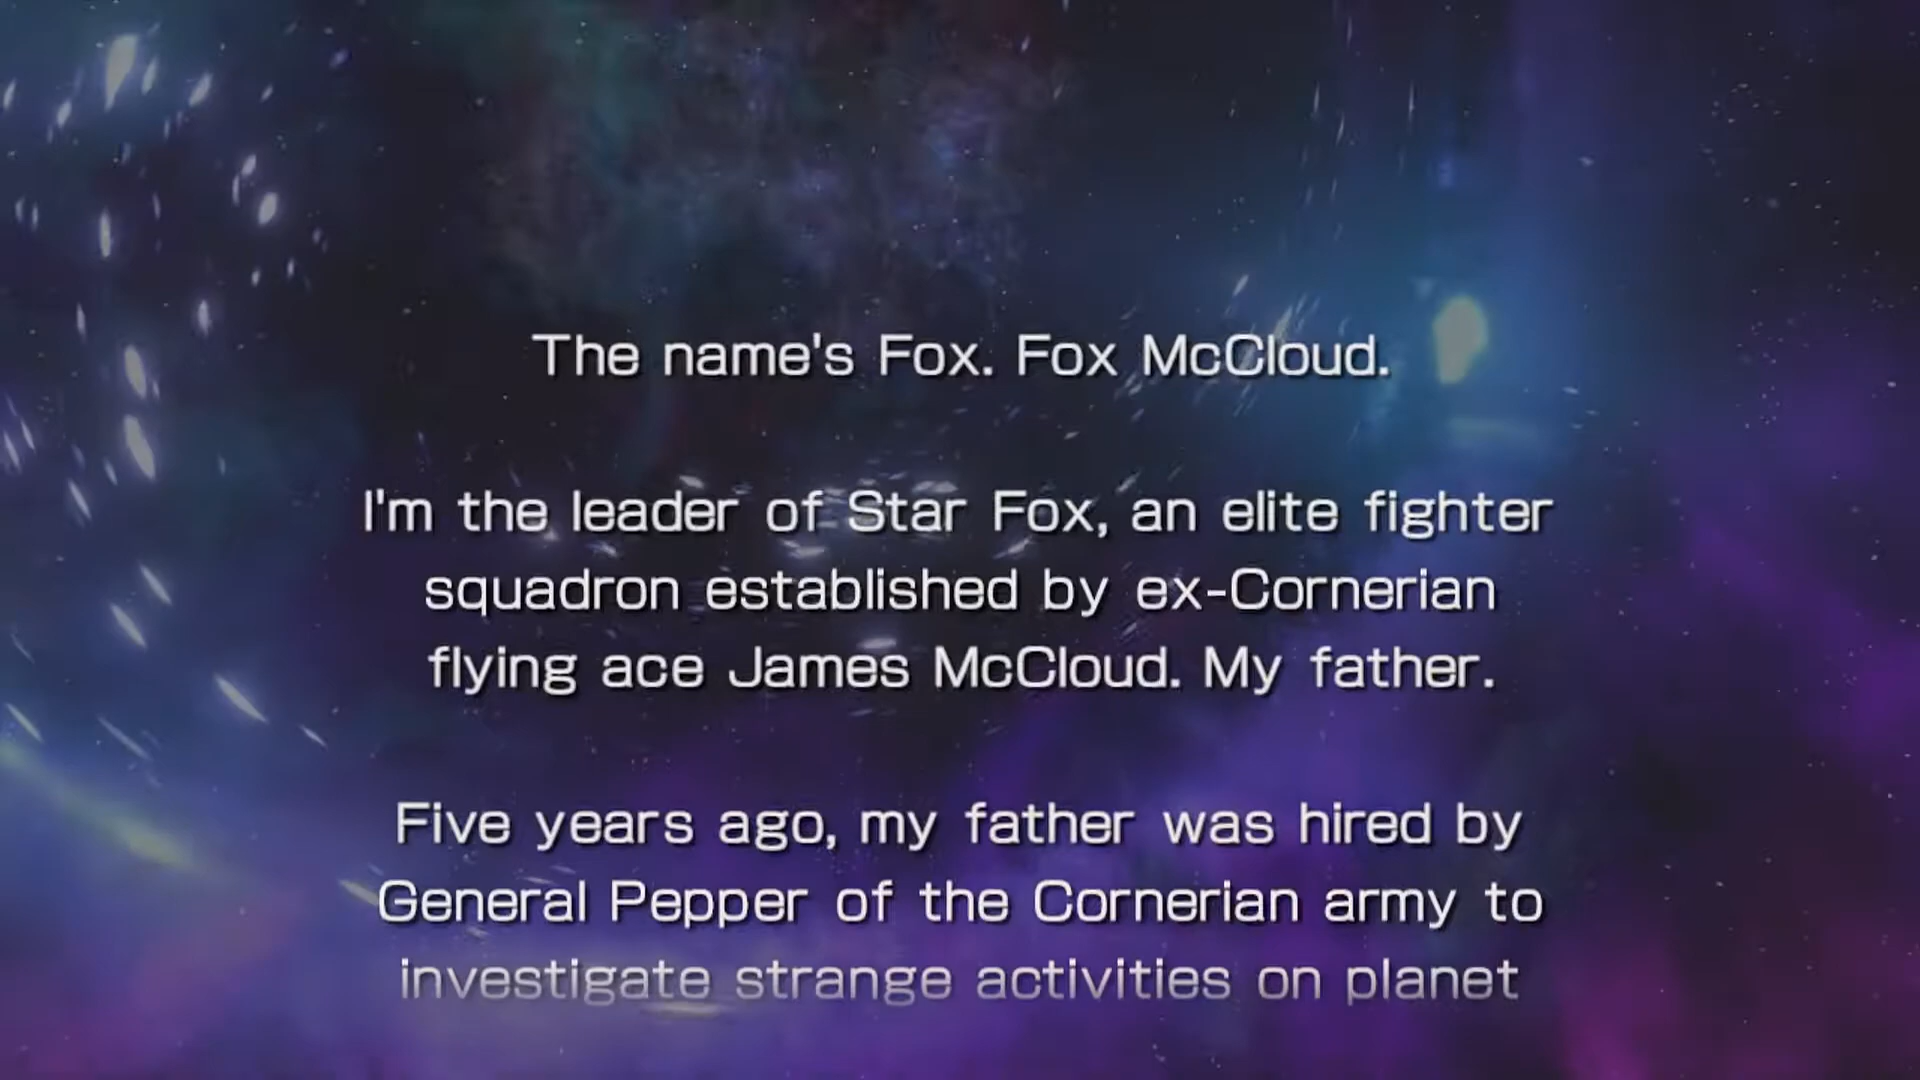 The name's Fox. Fox McCloud.
I'm the leader of Star Fox, an elite fighter
squadron established by ex-Cornerian
flying ace James McCloud. My father.
Five years ago, my father was hired by
General Pepper of the Cornerian army to
investigate strange activities on planet